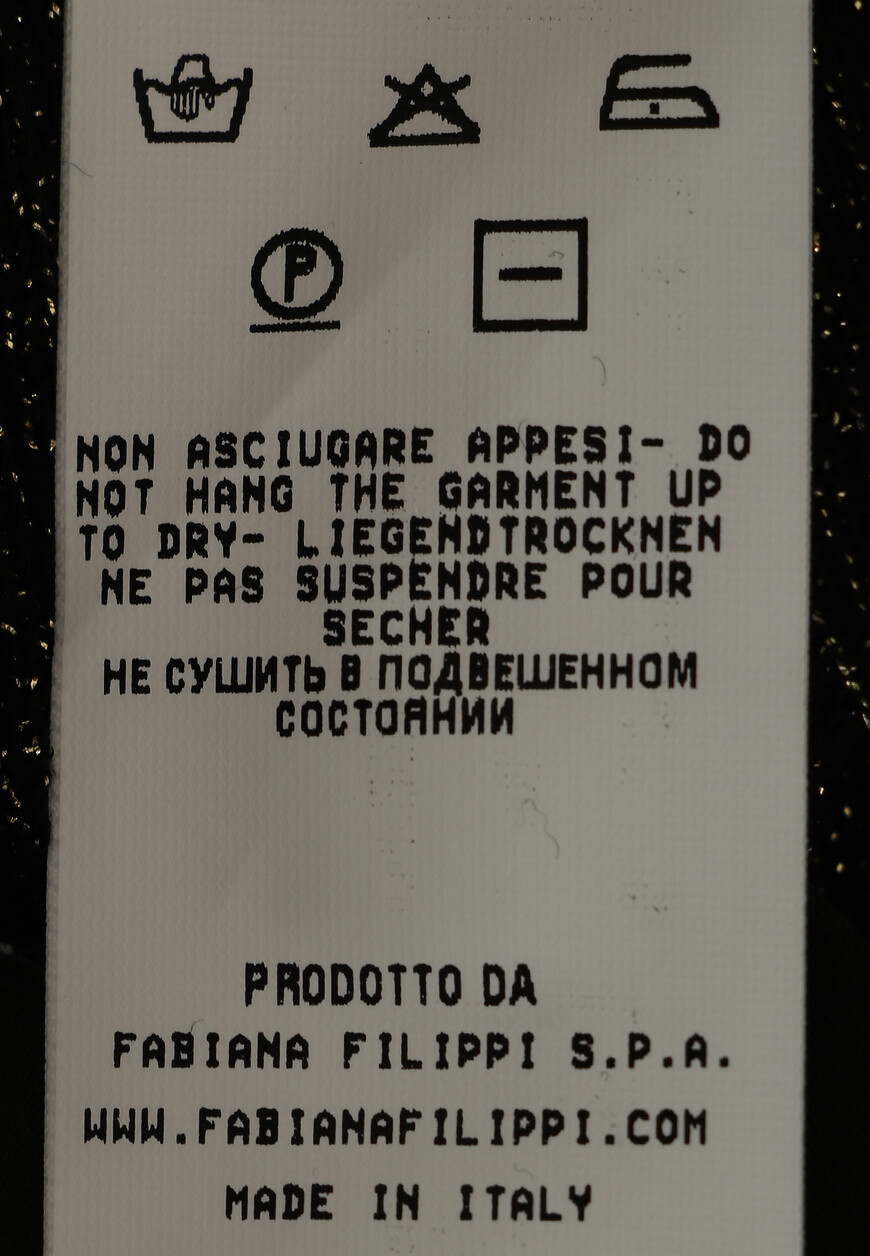 P
NON ASCIUGARE APPESI- DO
NOT HANG THE GARMENT UP
TO DRY- LIEGENDTROCKNEN
NE PAS SUSPENDRE POUR
SECHER
НЕ СУШИТЬ В ПОДВЕШЕННОМ
СОСТОЯНИИ
PRODOTTO DA
FABIANA FILIPPI S.P.A.
WWW.FABIANAFILIPPI.COM
MADE IN ITALY